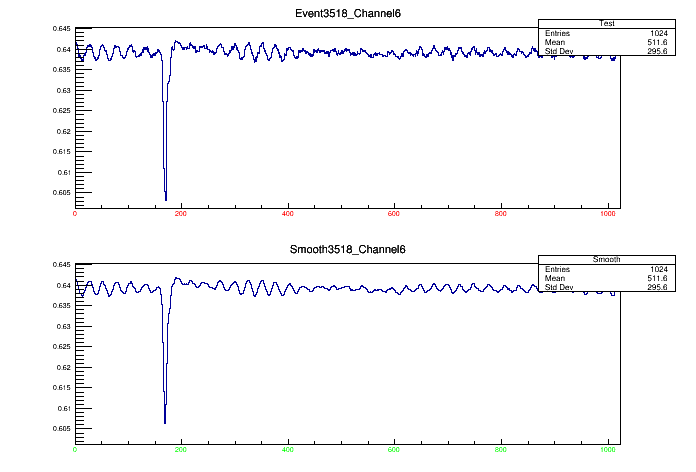 Event3518_Channel6
Test
Entries 1024
Mean 511.6
Std Dev 295.6
0.645
0.64
0.635
0.63
0.625
0.62
0.615
0.61
0.605
0 200 400 600 800 1000
Smooth3518_Channel6
Smooth
Entries 1024
Mean 511.6
Std Dev 295.6
0.645
0.64
0.635
0.63
0.625
0.62
0.615
0.61
0.605
0 200 400 600 800 1000